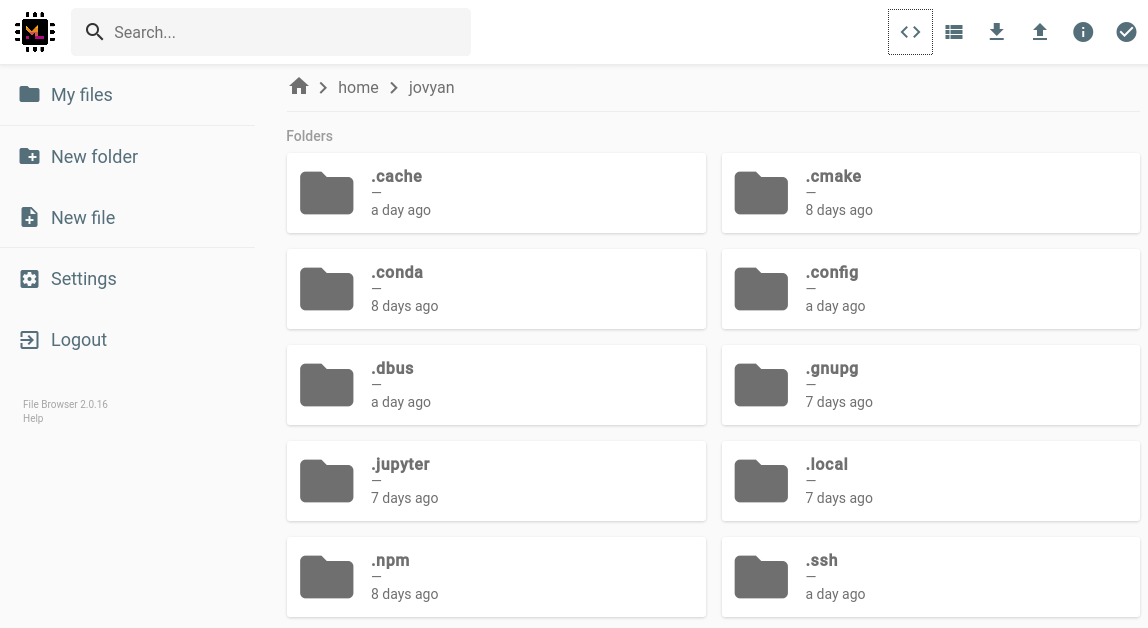 ML
Search...
My files
New folder
New file
Settings
Logout
File Browser 2.0.16
Help
home
jovyan
Folders
.cache
—
a day ago
.cmake
—
8 days ago
.conda
—
8 days ago
.config
—
a day ago
.dbus
—
a day ago
.gnupg
—
7 days ago
.jupyter
—
7 days ago
.local
—
7 days ago
.npm
—
8 days ago
.ssh
—
a day ago